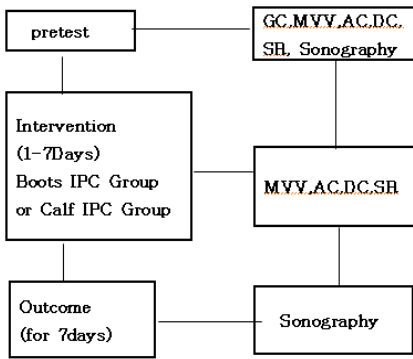 pretest
GC,MVV,AC,DC,
SR, Sonography
Intervention
(1-7Days)
Boots IPC Group
or Calf IPC Group
MVV,AC,DC,SR
Outcome
(for 7days)
Sonography